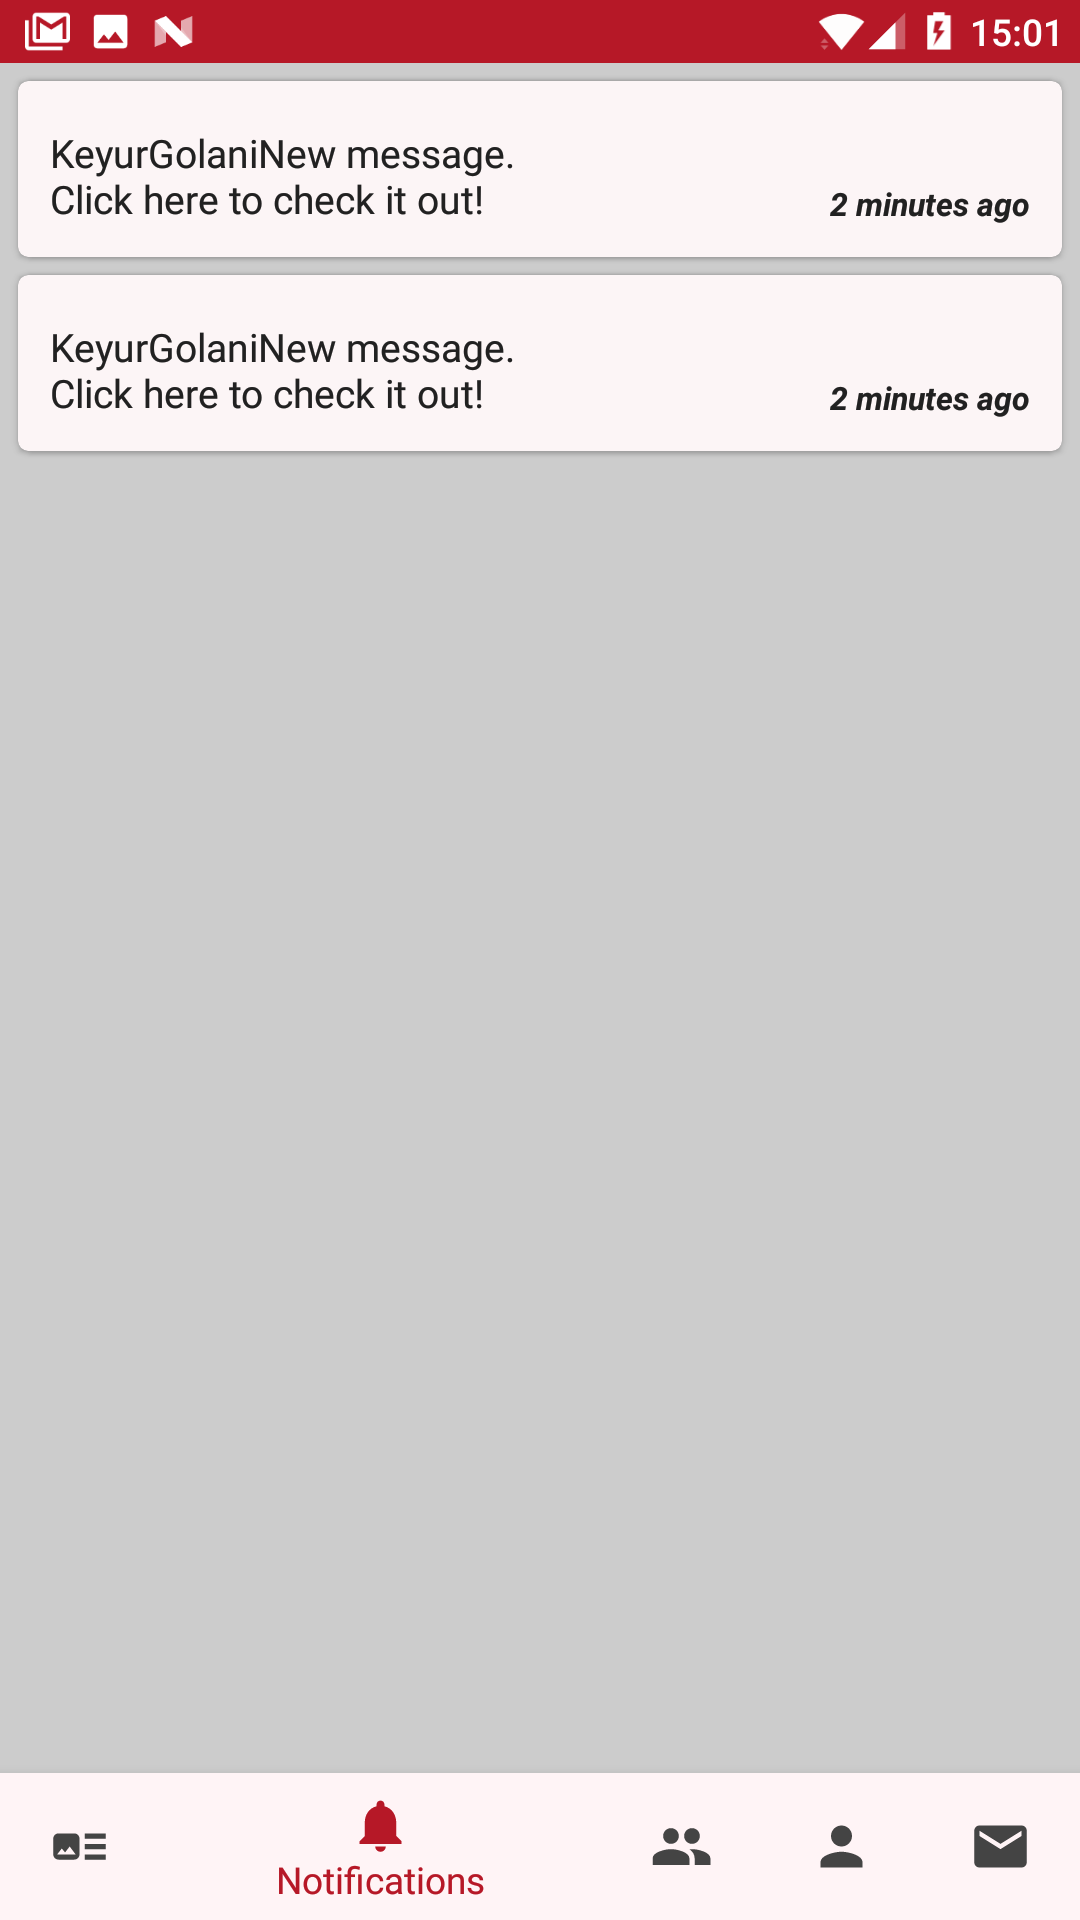 15:01
KeyurGolaniNew message.
Click here to check it out!
2 minutes ago
KeyurGolaniNew message.
Click here to check it out!
2 minutes ago
Notifications